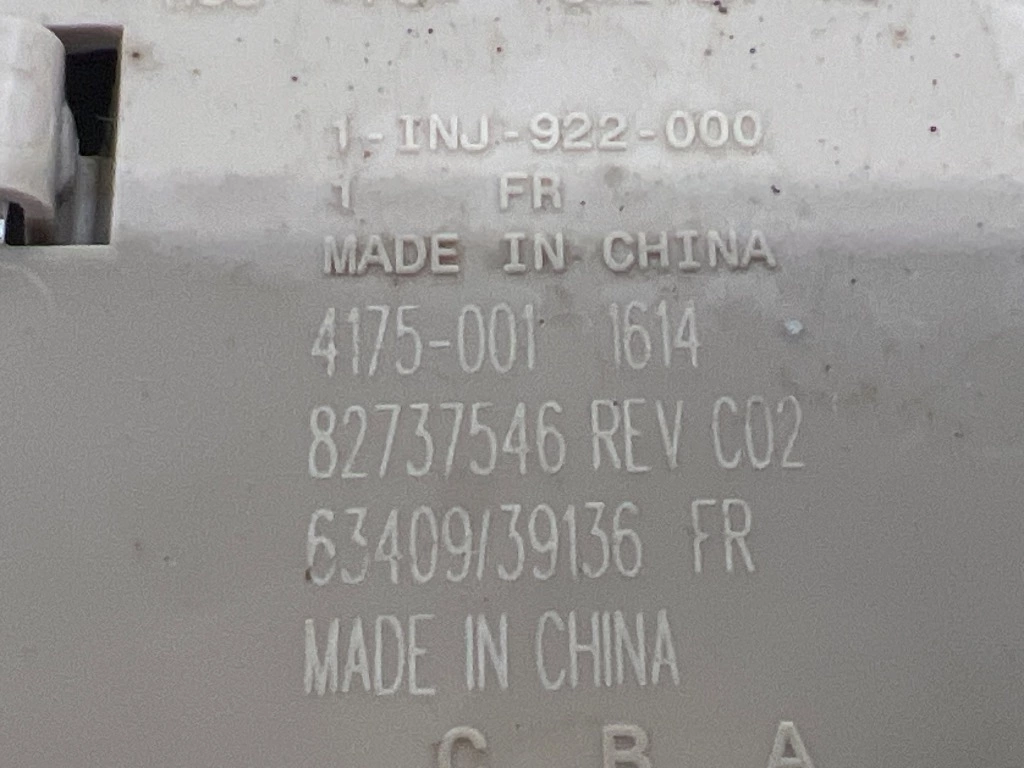 1-INJ-922-000
1 FR
MADE IN CHINA
4175-001 1614
82737546 REV C02
63409/39136 FR
MADE IN CHINA
C B A